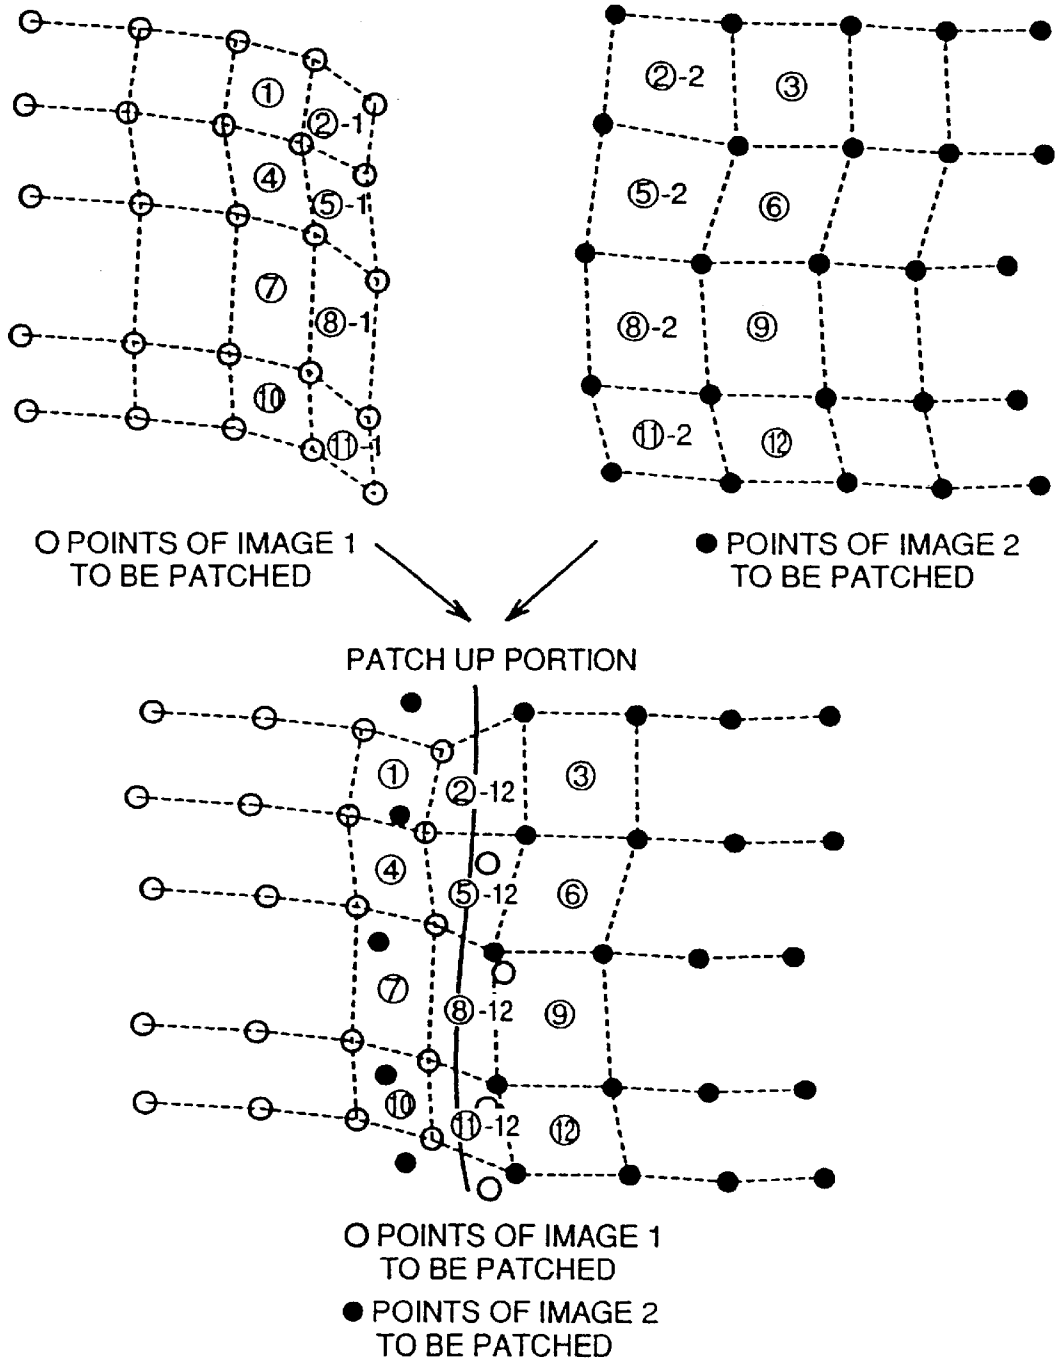 ① ②-1
④ ⑤-1
⑦ ⑧-1
⑩ ⑪-1
○ POINTS OF IMAGE 1
TO BE PATCHED
②-2 ③
⑤-2 ⑥
⑧-2 ⑨
⑪-2 ⑫
● POINTS OF IMAGE 2
TO BE PATCHED
PATCH UP PORTION
① ②-12 ③
④ ⑤-12 ⑥
⑦ ⑧-12 ⑨
⑩ ⑪-12 ⑫
○ POINTS OF IMAGE 1
TO BE PATCHED
● POINTS OF IMAGE 2
TO BE PATCHED